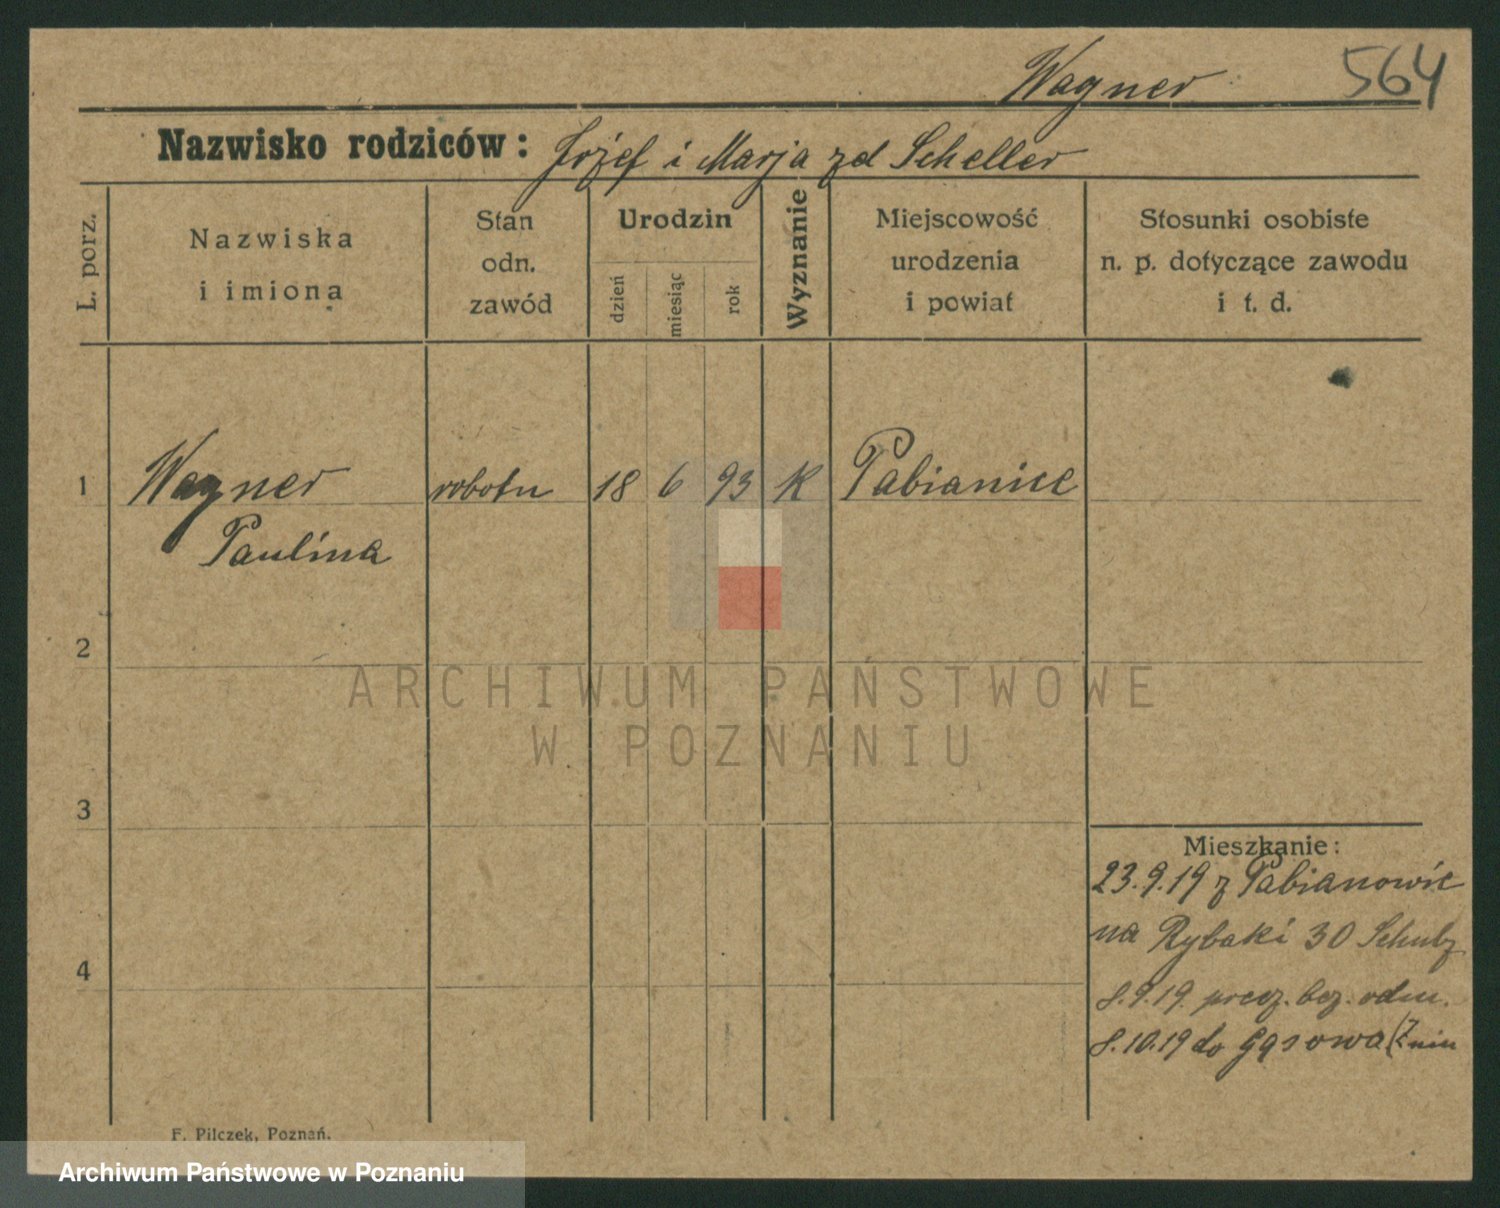 Wagner 564
Nazwisko rodziców: Józef i Marja zd Scheller
L. porz.
Nazwiska
i imiona
Stan
odn.
zawód
Urodzin
dzień
miesiąc
rok
Wyznanie
Miejscowość
urodzenia
i powiat
Stosunki osobiste
n. p. dotyczące zawodu
i t. d.
1 Wagner robotn 18 6 93 K Pabianice
Paulina
2
ARCHIWUM PAŃSTWOWE
W POZNANIU
3
Mieszkanie:
23.9.19 z Pabianowic
na Rybaki 30 Schulz
4
8.9.19. precz. bez. odm.
8.10.19 do Gąsowa (Żnin
F. Pilczek, Poznań.
Archiwum Państwowe w Poznaniu